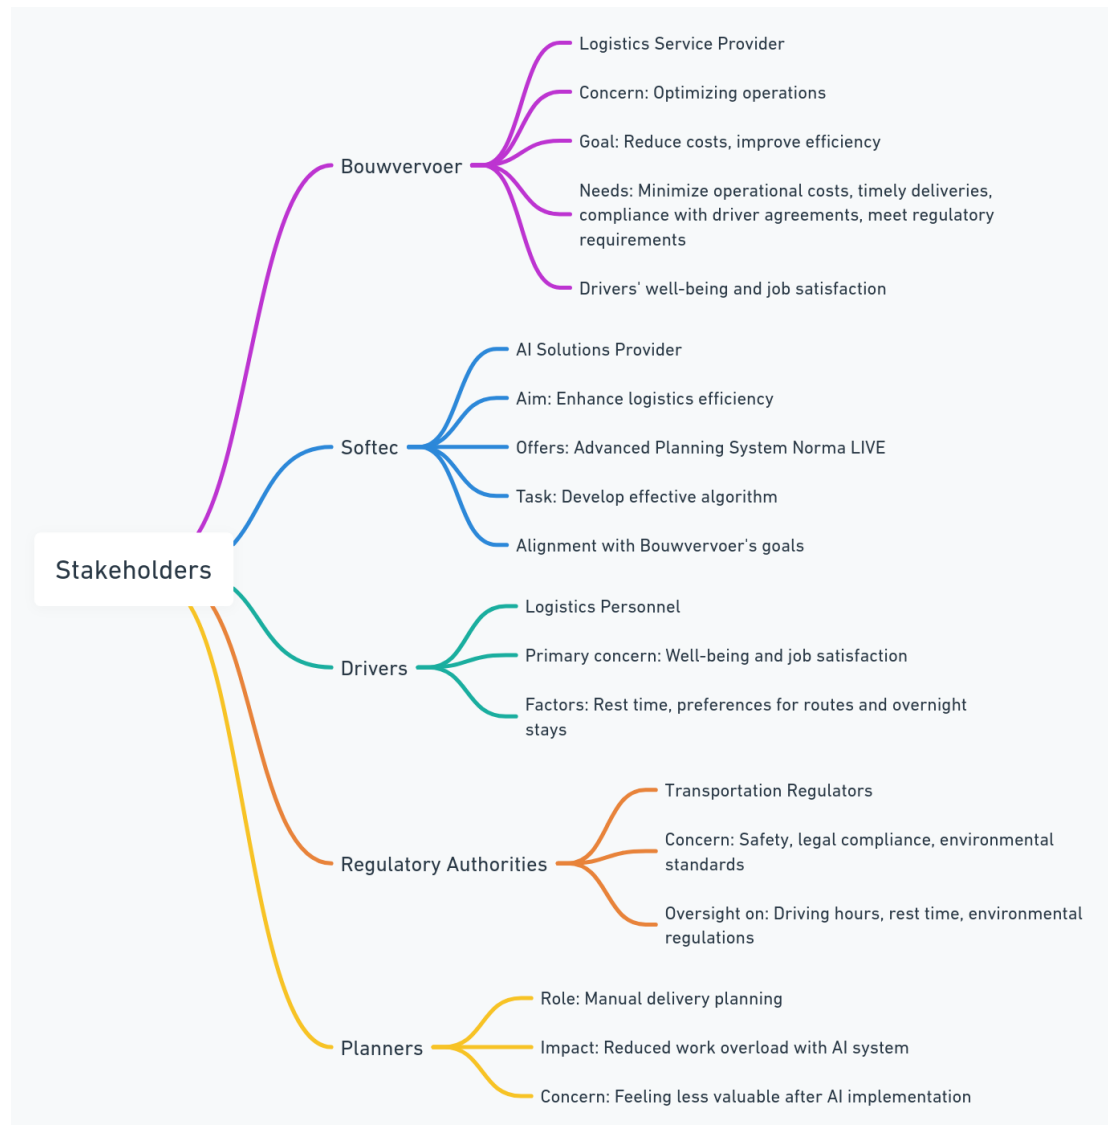 Stakeholders
Bouwvervoer
Logistics Service Provider
Concern: Optimizing operations
Goal: Reduce costs, improve efficiency
Needs: Minimize operational costs, timely deliveries,
compliance with driver agreements, meet regulatory
requirements
Drivers' well-being and job satisfaction
Softec
AI Solutions Provider
Aim: Enhance logistics efficiency
Offers: Advanced Planning System Norma LIVE
Task: Develop effective algorithm
Alignment with Bouwvervoer's goals
Drivers
Logistics Personnel
Primary concern: Well-being and job satisfaction
Factors: Rest time, preferences for routes and overnight
stays
Regulatory Authorities
Transportation Regulators
Concern: Safety, legal compliance, environmental
standards
Oversight on: Driving hours, rest time, environmental
regulations
Planners
Role: Manual delivery planning
Impact: Reduced work overload with AI system
Concern: Feeling less valuable after AI implementation